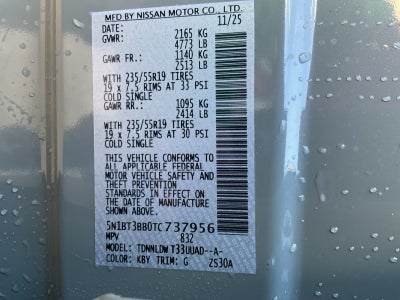 MFD BY NISSAN MOTOR CO., LTD.
DATE: 11/25
GVWR: 2165 KG
4773 LB
GAWR FR.: 1140 KG
2513 LB
WITH 235/55R19 TIRES
19 x 7.5 RIMS AT 33 PSI
COLD SINGLE
GAWR RR.: 1095 KG
2414 LB
WITH 235/55R19 TIRES
19 x 7.5 RIMS AT 30 PSI
COLD SINGLE
THIS VEHICLE CONFORMS TO
ALL APPLICABLE FEDERAL
MOTOR VEHICLE SAFETY AND
THEFT PREVENTION
STANDARDS IN EFFECT ON
THE DATE OF MANUFACTURE
SHOWN ABOVE.
5N1BT3BB0TC737956
MPV 832
MODEL: TDNNLDWT33UUAD--A-
COLOR: KBY TRIM: G ZS30A